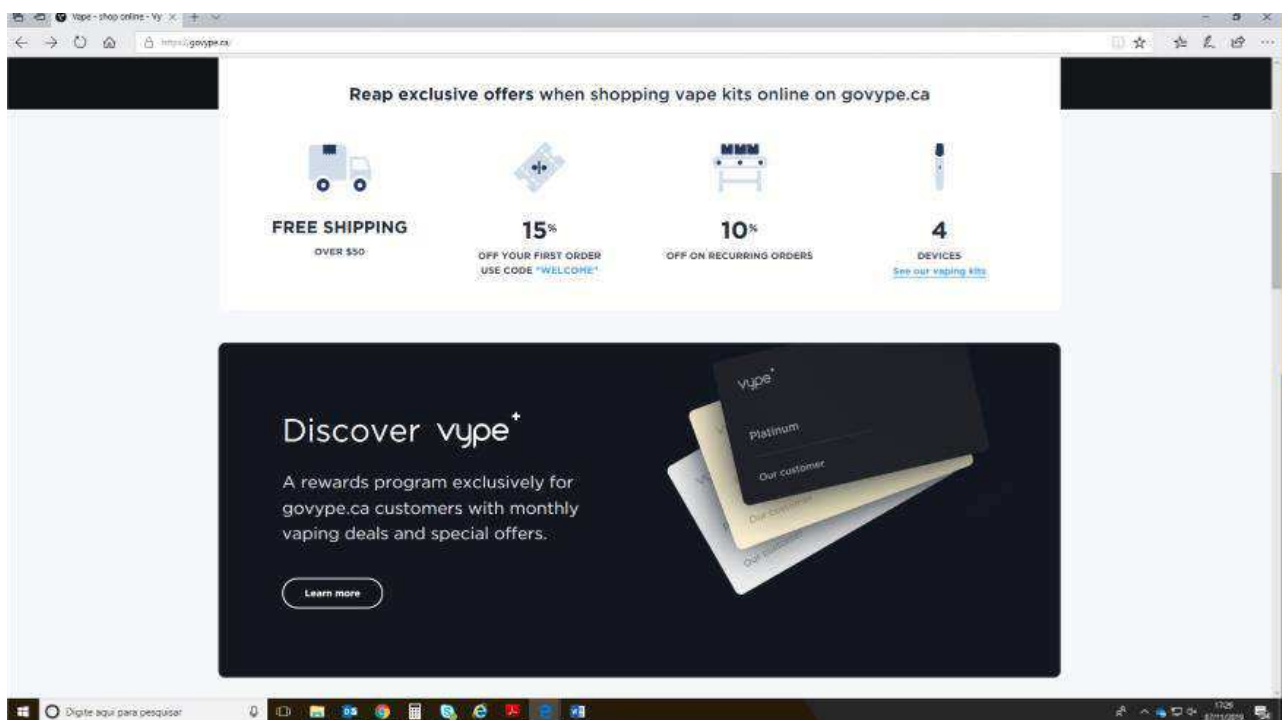 Vape - shop online - Vy
https://govype.ca
Reap exclusive offers when shopping vape kits online on govype.ca
FREE SHIPPING
OVER $50
15%
OFF YOUR FIRST ORDER
USE CODE "WELCOME"
10%
OFF ON RECURRING ORDERS
4
DEVICES
See our vaping kits
Discover vype+
A rewards program exclusively for
govype.ca customers with monthly
vaping deals and special offers.
Learn more
vype+
Platinum
Our customer
Our customer
Our customer
Digite aqui para pesquisar